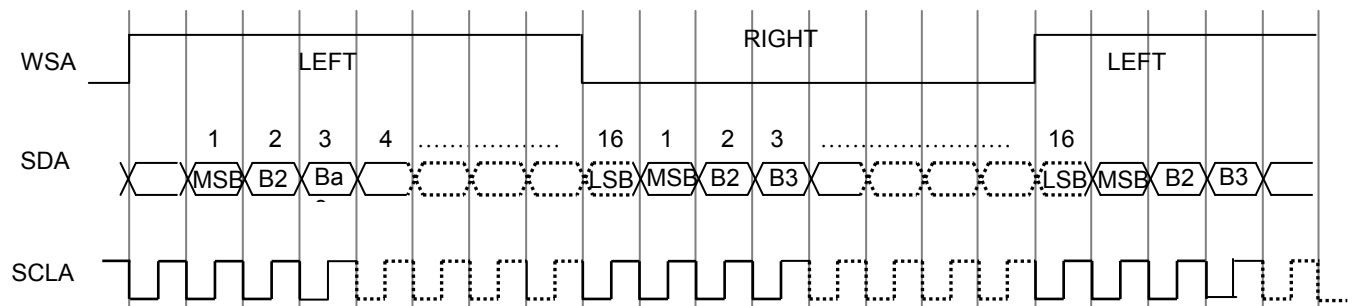 RIGHT
WSA
LEFT
LEFT
1 2 3 4 ........................ 16 1 2 3 ................................ 16
SDA
MSB B2 Ba LSB MSB B2 B3 LSB MSB B2 B3
SCLA